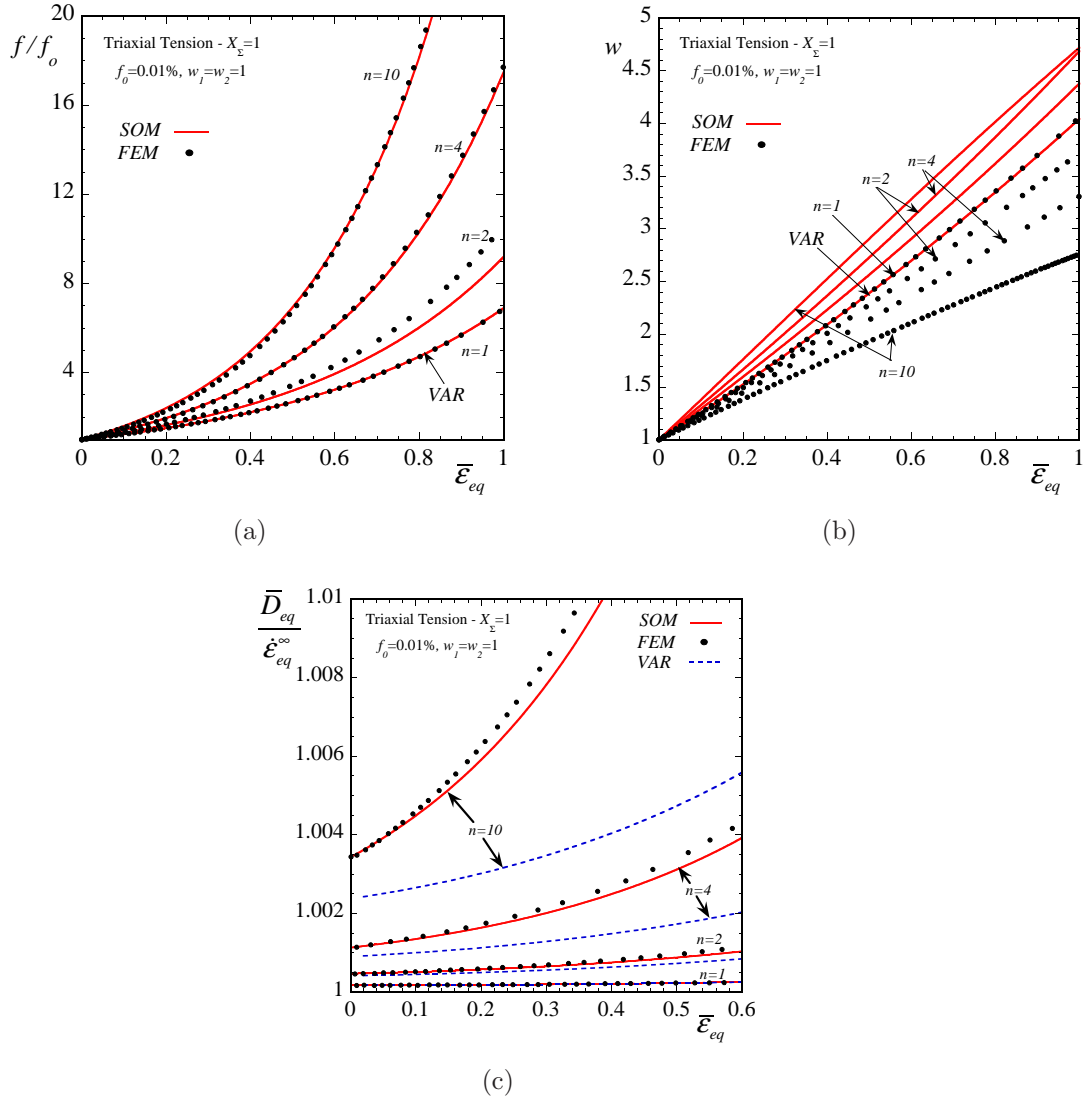 f/f_o
20
16
12
8
4
Triaxial Tension - X_Σ=1
f_0=0.01%, w_1=w_2=1
SOM
FEM
n=10
n=4
n=2
n=1
VAR
0 0.2 0.4 0.6 0.8 1
ε̅_eq
(a)
w
5
4.5
4
3.5
3
2.5
2
1.5
1
Triaxial Tension - X_Σ=1
f_0=0.01%, w_1=w_2=1
SOM
FEM
n=4
n=2
n=1
VAR
n=10
0 0.2 0.4 0.6 0.8 1
ε̅_eq
(b)
D̅_eq
ε̇_eq^∞
1.01
1.008
1.006
1.004
1.002
1
Triaxial Tension - X_Σ=1
f_0=0.01%, w_1=w_2=1
SOM
FEM
VAR
n=10
n=4
n=2
n=1
0 0.1 0.2 0.3 0.4 0.5 0.6
ε̅_eq
(c)